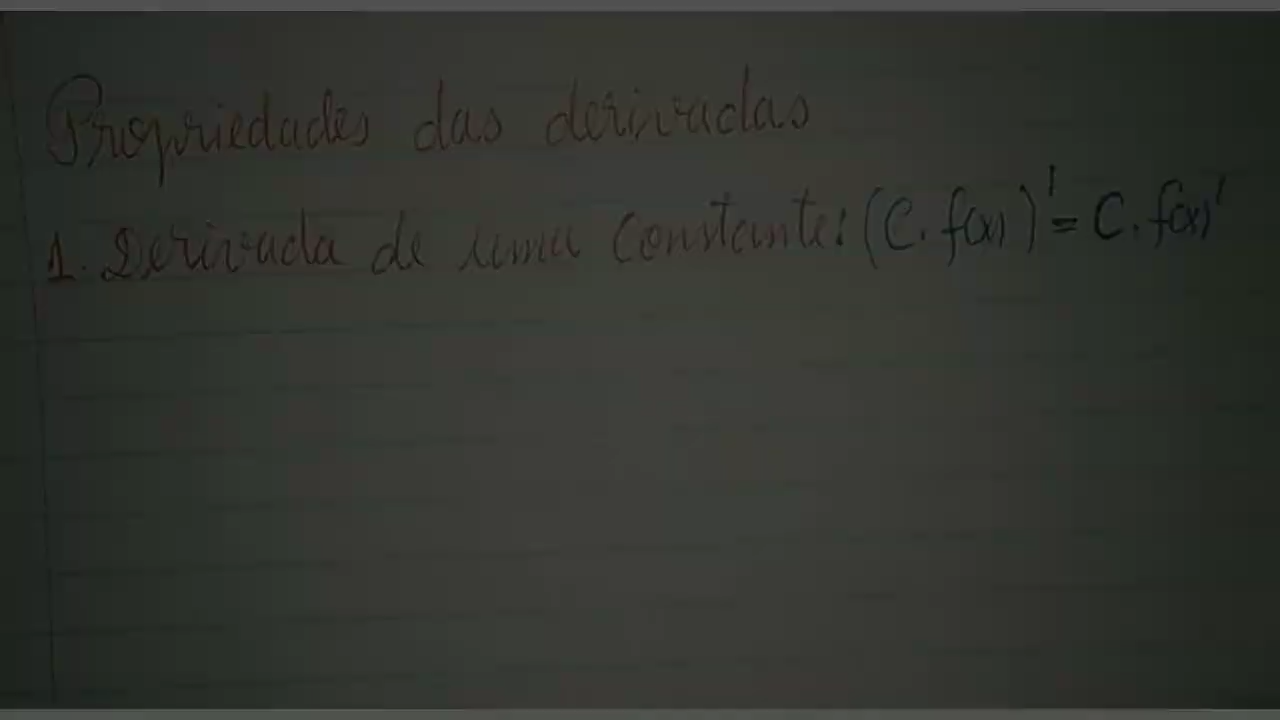 Propriedades das derivadas
1. Derivada de uma constante: (C. f(x))' = C. f(x)'